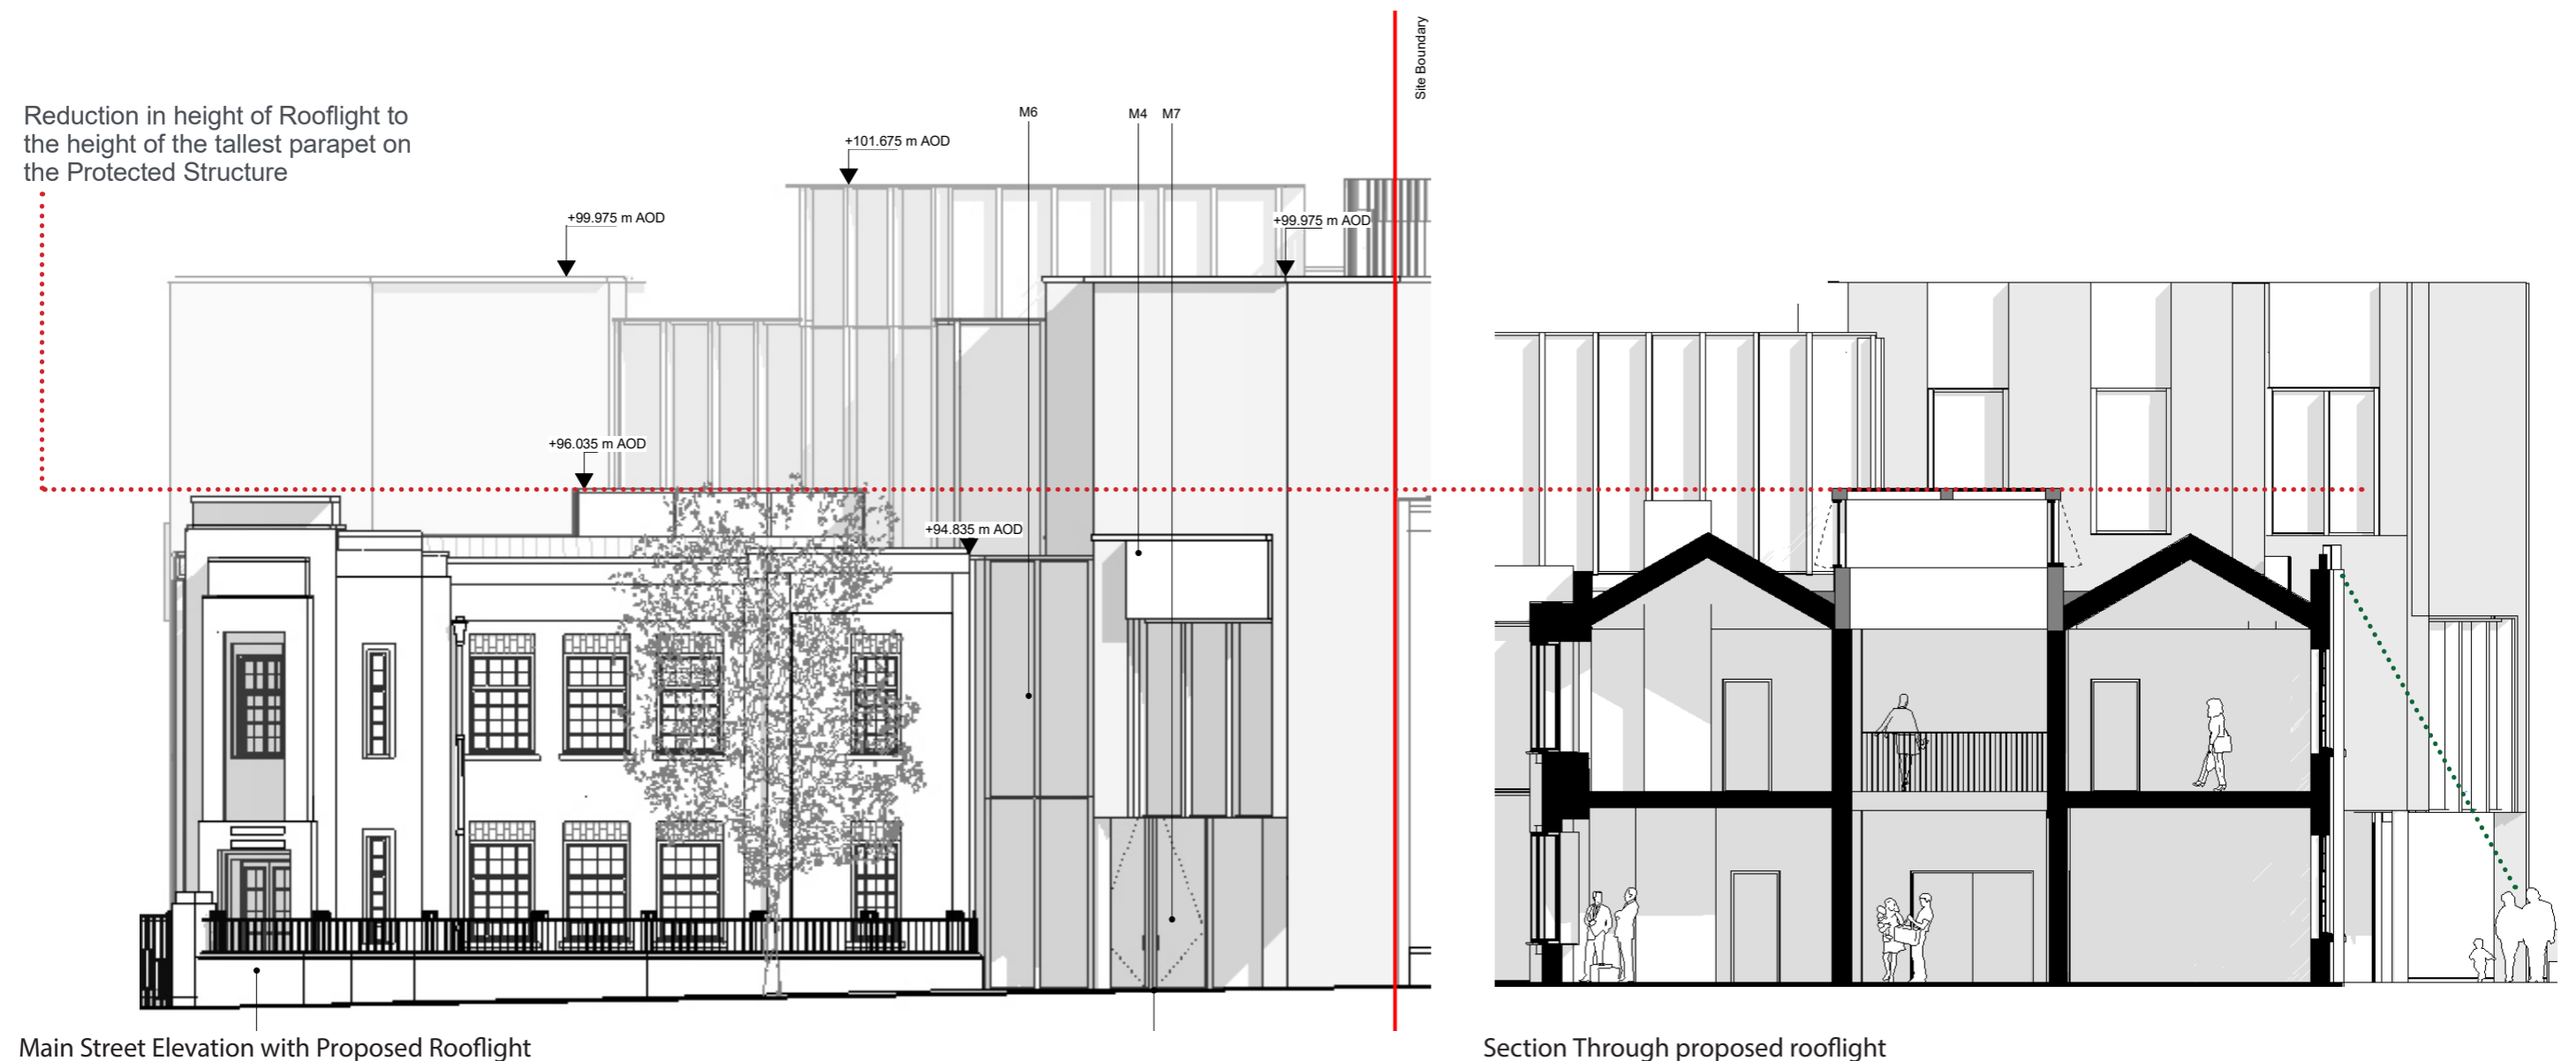 Site Boundary
Reduction in height of Rooflight to
the height of the tallest parapet on
the Protected Structure
M6
M4
M7
+101.675 m AOD
+99.975 m AOD
+99.975 m AOD
+96.035 m AOD
+94.835 m AOD
Main Street Elevation with Proposed Rooflight
Section Through proposed rooflight